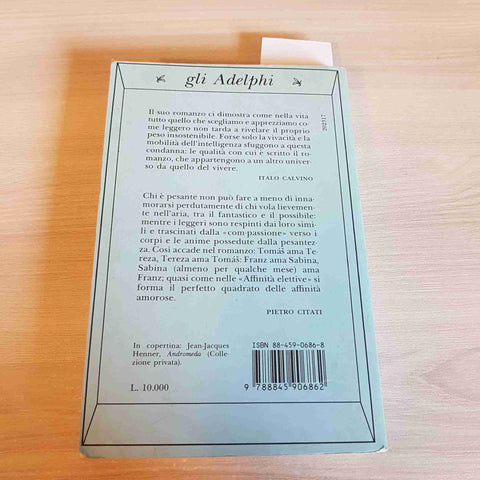 gli Adelphi
Il suo romanzo ci dimostra come nella vita
tutto quello che scegliamo e apprezziamo co-
me leggero non tarda a rivelare il proprio
peso insostenibile. Forse solo la vivacità e la
mobilità dell'intelligenza sfuggono a questa
condanna: le qualità con cui è scritto il ro-
manzo, che appartengono a un altro univer-
so da quello del vivere.
ITALO CALVINO
Chi è pesante non può fare a meno di inna-
morarsi perdutamente di chi vola lievemen-
te nell'aria, tra il fantastico e il possibile:
mentre i leggeri sono respinti dai loro simi-
li e trascinati dalla «com-passione» verso i
corpi e le anime possedute dalla pesantez-
za. Così accade nel romanzo: Tomáš ama Te-
reza, Tereza ama Tomáš: Franz ama Sabina,
Sabina (almeno per qualche mese) ama
Franz; quasi come nelle «Affinità elettive» si
forma il perfetto quadrato delle affinità
amorose.
PIETRO CITATI
In copertina: Jean-Jacques
Henner, Andromeda (Colle-
zione privata).
L. 10.000
ISBN 88-459-0686-8
9 788845 906862